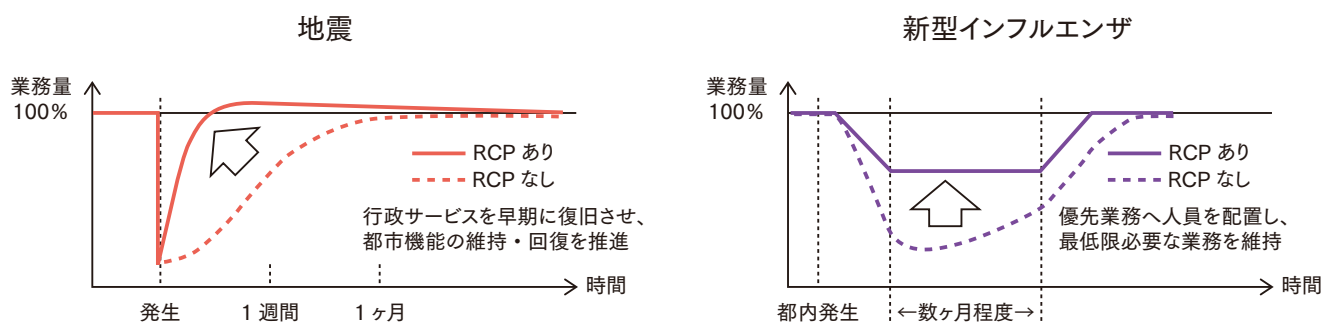 地震
業務量
100%
RCP あり
RCP なし
行政サービスを早期に復旧させ、
都市機能の維持・回復を推進
時間
発生
1 週間
1 ヶ月
新型インフルエンザ
業務量
100%
RCP あり
RCP なし
優先業務へ人員を配置し、
最低限必要な業務を維持
時間
都内発生
←数ヶ月程度→